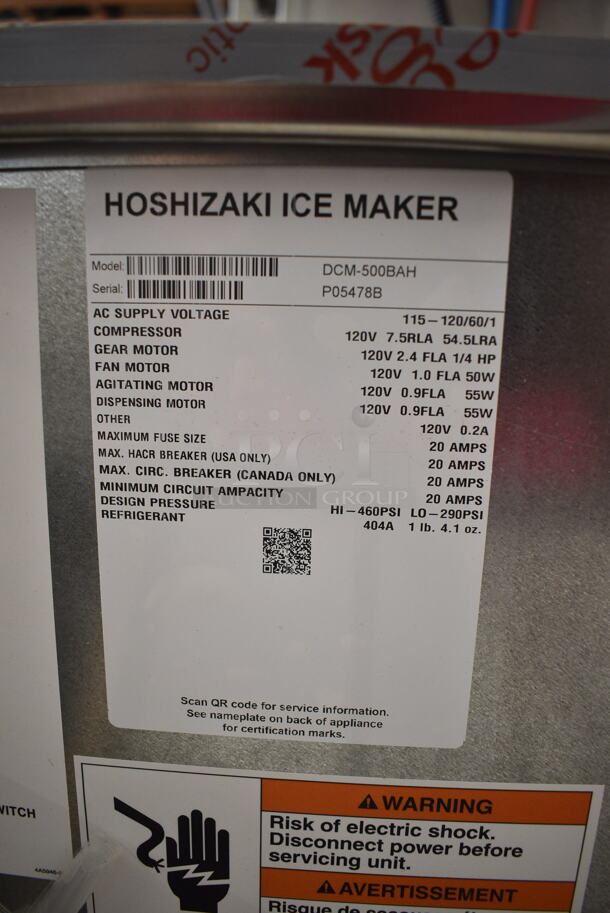 HOSHIZAKI ICE MAKER
Model: DCM-500BAH
Serial: P05478B
AC SUPPLY VOLTAGE 115-120/60/1
COMPRESSOR 120V 7.5RLA 54.5LRA
GEAR MOTOR 120V 2.4 FLA 1/4 HP
FAN MOTOR 120V 1.0 FLA 50W
AGITATING MOTOR 120V 0.9FLA 55W
DISPENSING MOTOR 120V 0.9FLA 55W
OTHER 120V 0.2A
MAXIMUM FUSE SIZE 20 AMPS
MAX. HACR BREAKER (USA ONLY) 20 AMPS
MAX. CIRC. BREAKER (CANADA ONLY) 20 AMPS
MINIMUM CIRCUIT AMPACITY 20 AMPS
DESIGN PRESSURE HI-460PSI LO-290PSI
REFRIGERANT 404A 1 lb. 4.1 oz.
PCI
AUCTION GROUP
Scan QR code for service information.
See nameplate on back of appliance
for certification marks.
WITCH
WARNING
Risk of electric shock.
Disconnect power before
servicing unit.
AVERTISSEMENT